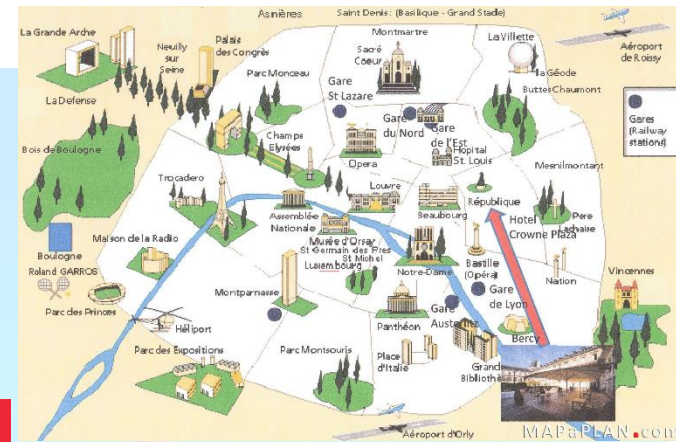 Asnières
Saint Denis: (Basilique - Grand Stade)
La Grande Arche
Neuilly
sur
Seine
Palais
des Congrès
Montmartre
Sacré
Coeur
La Villette
Aéroport
de Roissy
Parc Monceau
la Géode
Buttes Chaumont
La Defense
Gare
St Lazare
Gare
du Nord
Gare
de l'Est
Gares
(Railway
stations)
Bois de Boulogne
Champs
Elysées
Opera
Hopital
St. Louis
Mesnilmontant
Trocadero
Louvre
Beaubourg
République
Assemblée
Nationale
Hotel
Crowne Plaza
Pere
Lachaise
Boulogne
Maison de la Radio
Musée d'Orsay
St Germain des Pres
St Michel
Luxembourg
Notre-Dame
Bastille
(Opéra)
Nation
Vincennes
Roland GARROS
Parc des Princes
Montparnasse
Gare
de Lyon
Héliport
Panthéon
Gare
Austerlitz
Bercy
Parc des Expositions
Parc Montsouris
Place
d'Italie
Grand
Bibliothè
Aéroport d'Orly
MAPaPLAN.com